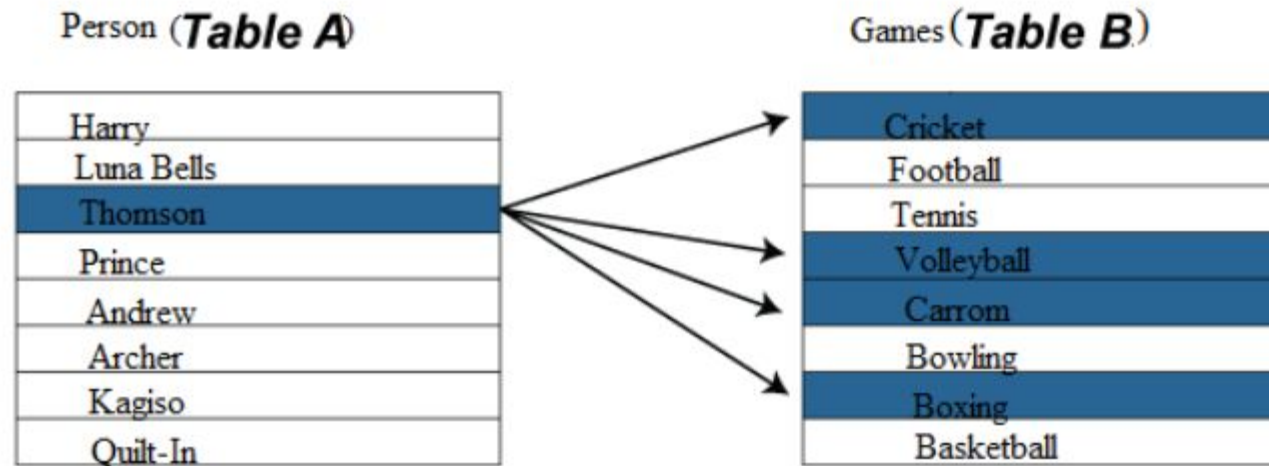 Person (Table A)
Harry
Luna Bells
Thomson
Prince
Andrew
Archer
Kagiso
Quilt-In
Games (Table B.)
Cricket
Football
Tennis
Volleyball
Carrom
Bowling
Boxing
Basketball